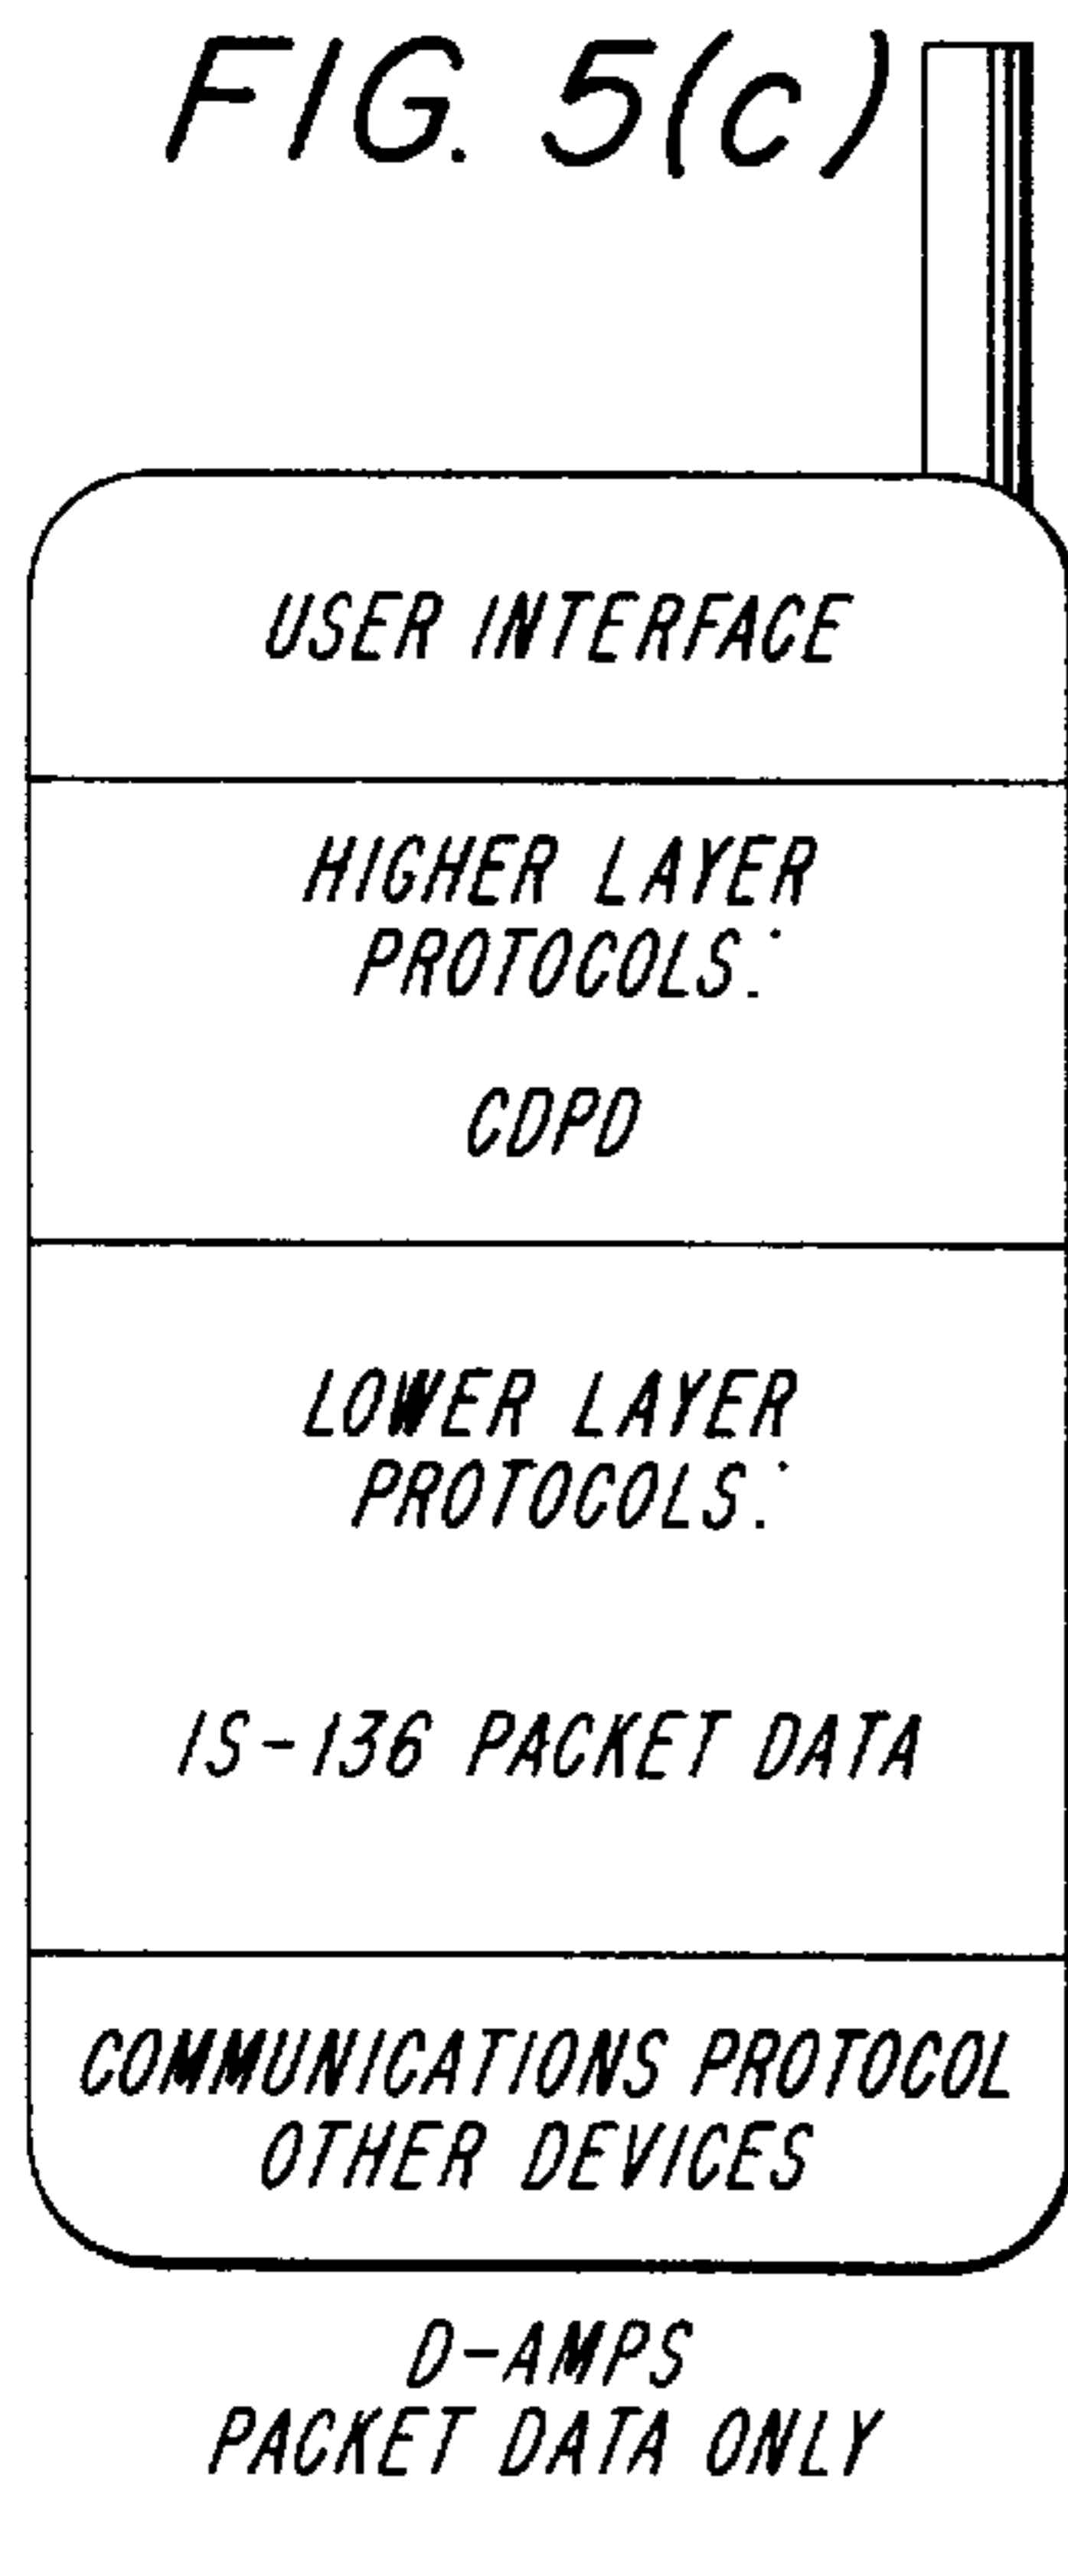 FIG. 5(c)
USER INTERFACE
HIGHER LAYER
PROTOCOLS:
CDPD
LOWER LAYER
PROTOCOLS:
IS-136 PACKET DATA
COMMUNICATIONS PROTOCOL
OTHER DEVICES
D-AMPS
PACKET DATA ONLY